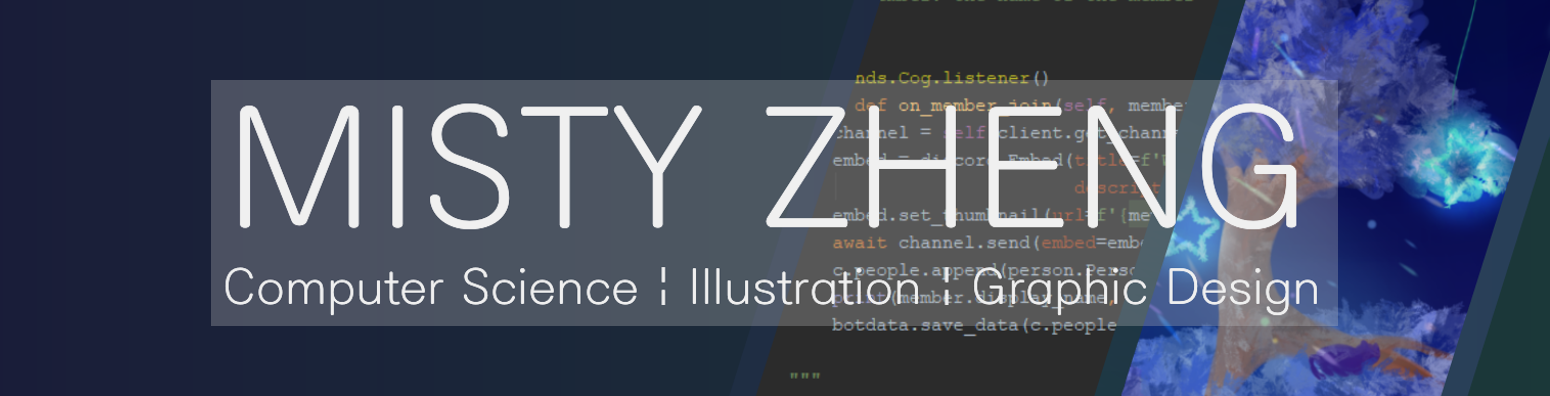 nds.Cog.listener()
def on_member_join(self, membe
MISTY ZHENG
channel = self.client.get_chann
embed = discord.Embed(title=f'
descript
embed.set_thumbnail(url=f'{me
await channel.send(embed=embe
c.people.append(person.Perso
Computer Science ¦ Illustration ¦ Graphic Design
print(member.display_name,
botdata.save_data(c.people
"""